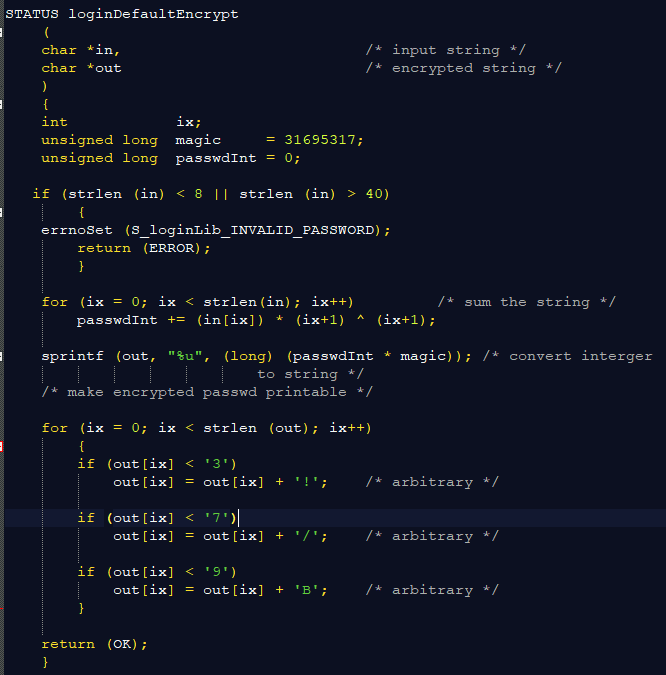 STATUS loginDefaultEncrypt
(
char *in, /* input string */
char *out /* encrypted string */
)
{
int ix;
unsigned long magic = 31695317;
unsigned long passwdInt = 0;
if (strlen (in) < 8 || strlen (in) > 40)
{
errnoSet (S_loginLib_INVALID_PASSWORD);
return (ERROR);
}
for (ix = 0; ix < strlen(in); ix++) /* sum the string */
passwdInt += (in[ix]) * (ix+1) ^ (ix+1);
sprintf (out, "%u", (long) (passwdInt * magic)); /* convert interger
to string */
/* make encrypted passwd printable */
for (ix = 0; ix < strlen (out); ix++)
{
if (out[ix] < '3')
out[ix] = out[ix] + '!'; /* arbitrary */
if (out[ix] < '7')
out[ix] = out[ix] + '/'; /* arbitrary */
if (out[ix] < '9')
out[ix] = out[ix] + 'B'; /* arbitrary */
}
return (OK);
}